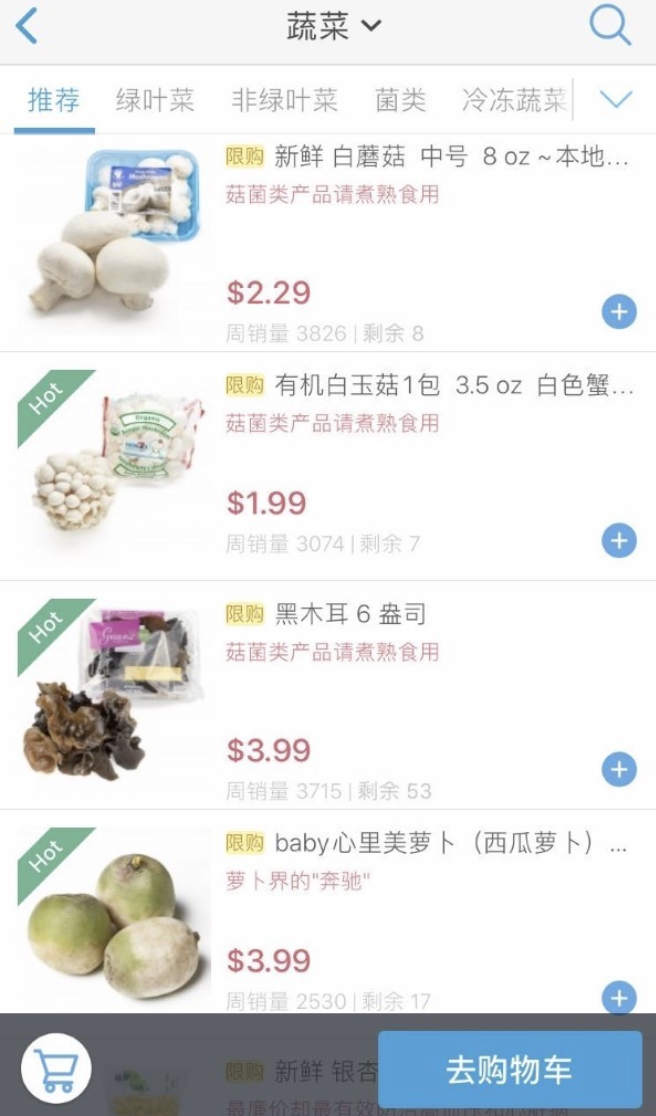 蔬菜
推荐 绿叶菜 非绿叶菜 菌类 冷冻蔬菜
限购 新鲜 白蘑菇 中号 8 oz ~本地...
菇菌类产品请煮熟食用
$2.29
周销量 3826 | 剩余 8
Hot
限购 有机白玉菇1包 3.5 oz 白色蟹...
菇菌类产品请煮熟食用
Organic
$1.99
周销量 3074 | 剩余 7
Hot
限购 黑木耳 6 盎司
菇菌类产品请煮熟食用
$3.99
周销量 3715 | 剩余 53
Hot
限购 baby心里美萝卜（西瓜萝卜）...
萝卜界的"奔驰"
$3.99
周销量 2530 | 剩余 17
限购 新鲜 银杏
去购物车